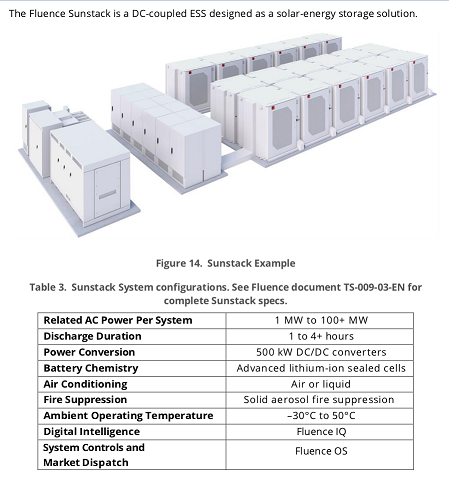 The Fluence Sunstack is a DC-coupled ESS designed as a solar-energy storage solution.
Figure 14. Sunstack Example
Table 3. Sunstack System configurations. See Fluence document TS-009-03-EN for
complete Sunstack specs.
Related AC Power Per System 1 MW to 100+ MW
Discharge Duration 1 to 4+ hours
Power Conversion 500 kW DC/DC converters
Battery Chemistry Advanced lithium-ion sealed cells
Air Conditioning Air or liquid
Fire Suppression Solid aerosol fire suppression
Ambient Operating Temperature –30°C to 50°C
Digital Intelligence Fluence IQ
System Controls and
Market Dispatch Fluence OS